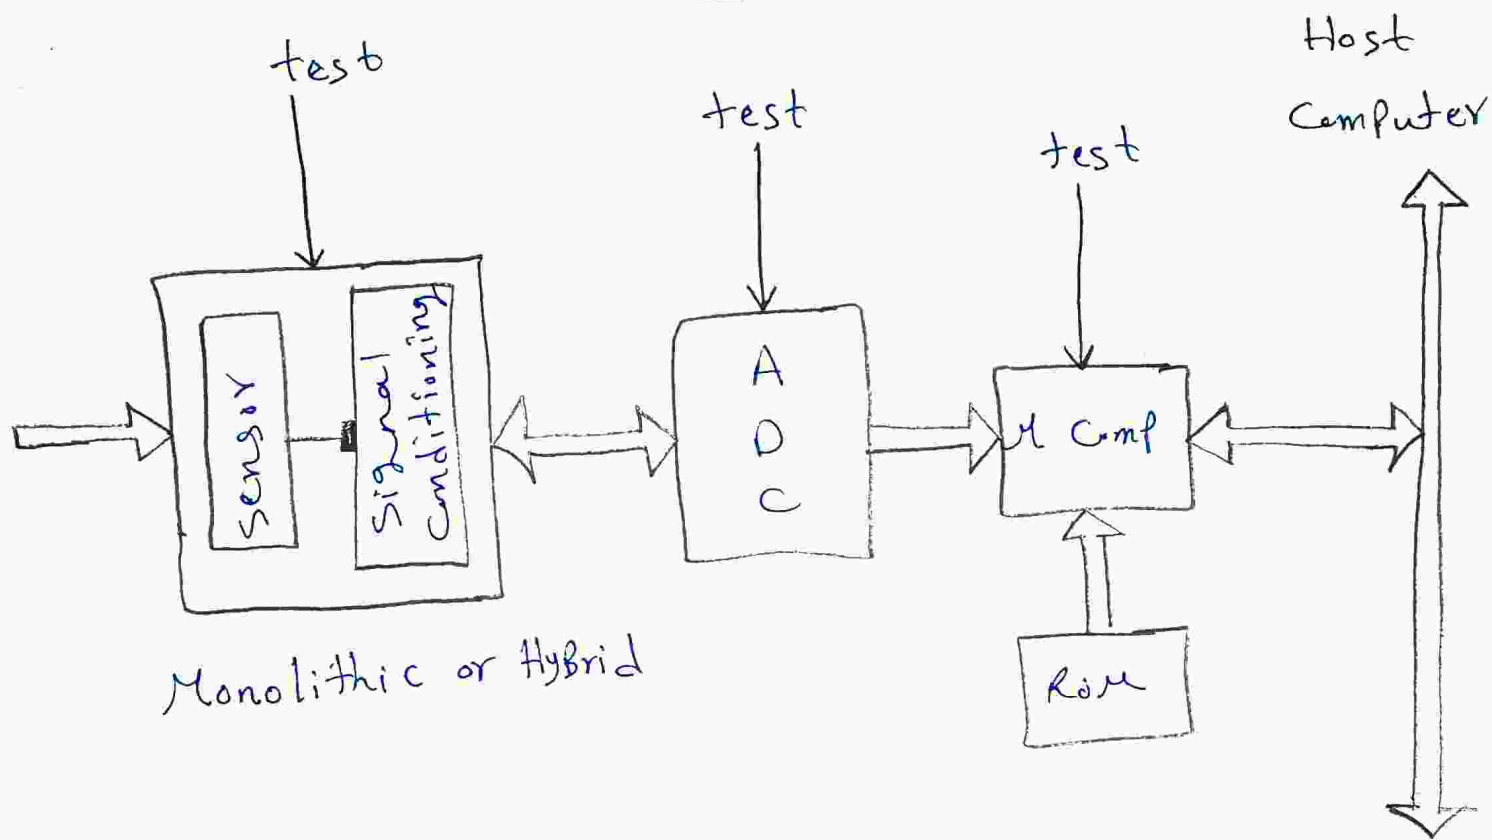 test
test
test
Host
Computer
Sensor
Signal
Conditioning
A
D
C
μ Comp
ROM
Monolithic or HyBrid